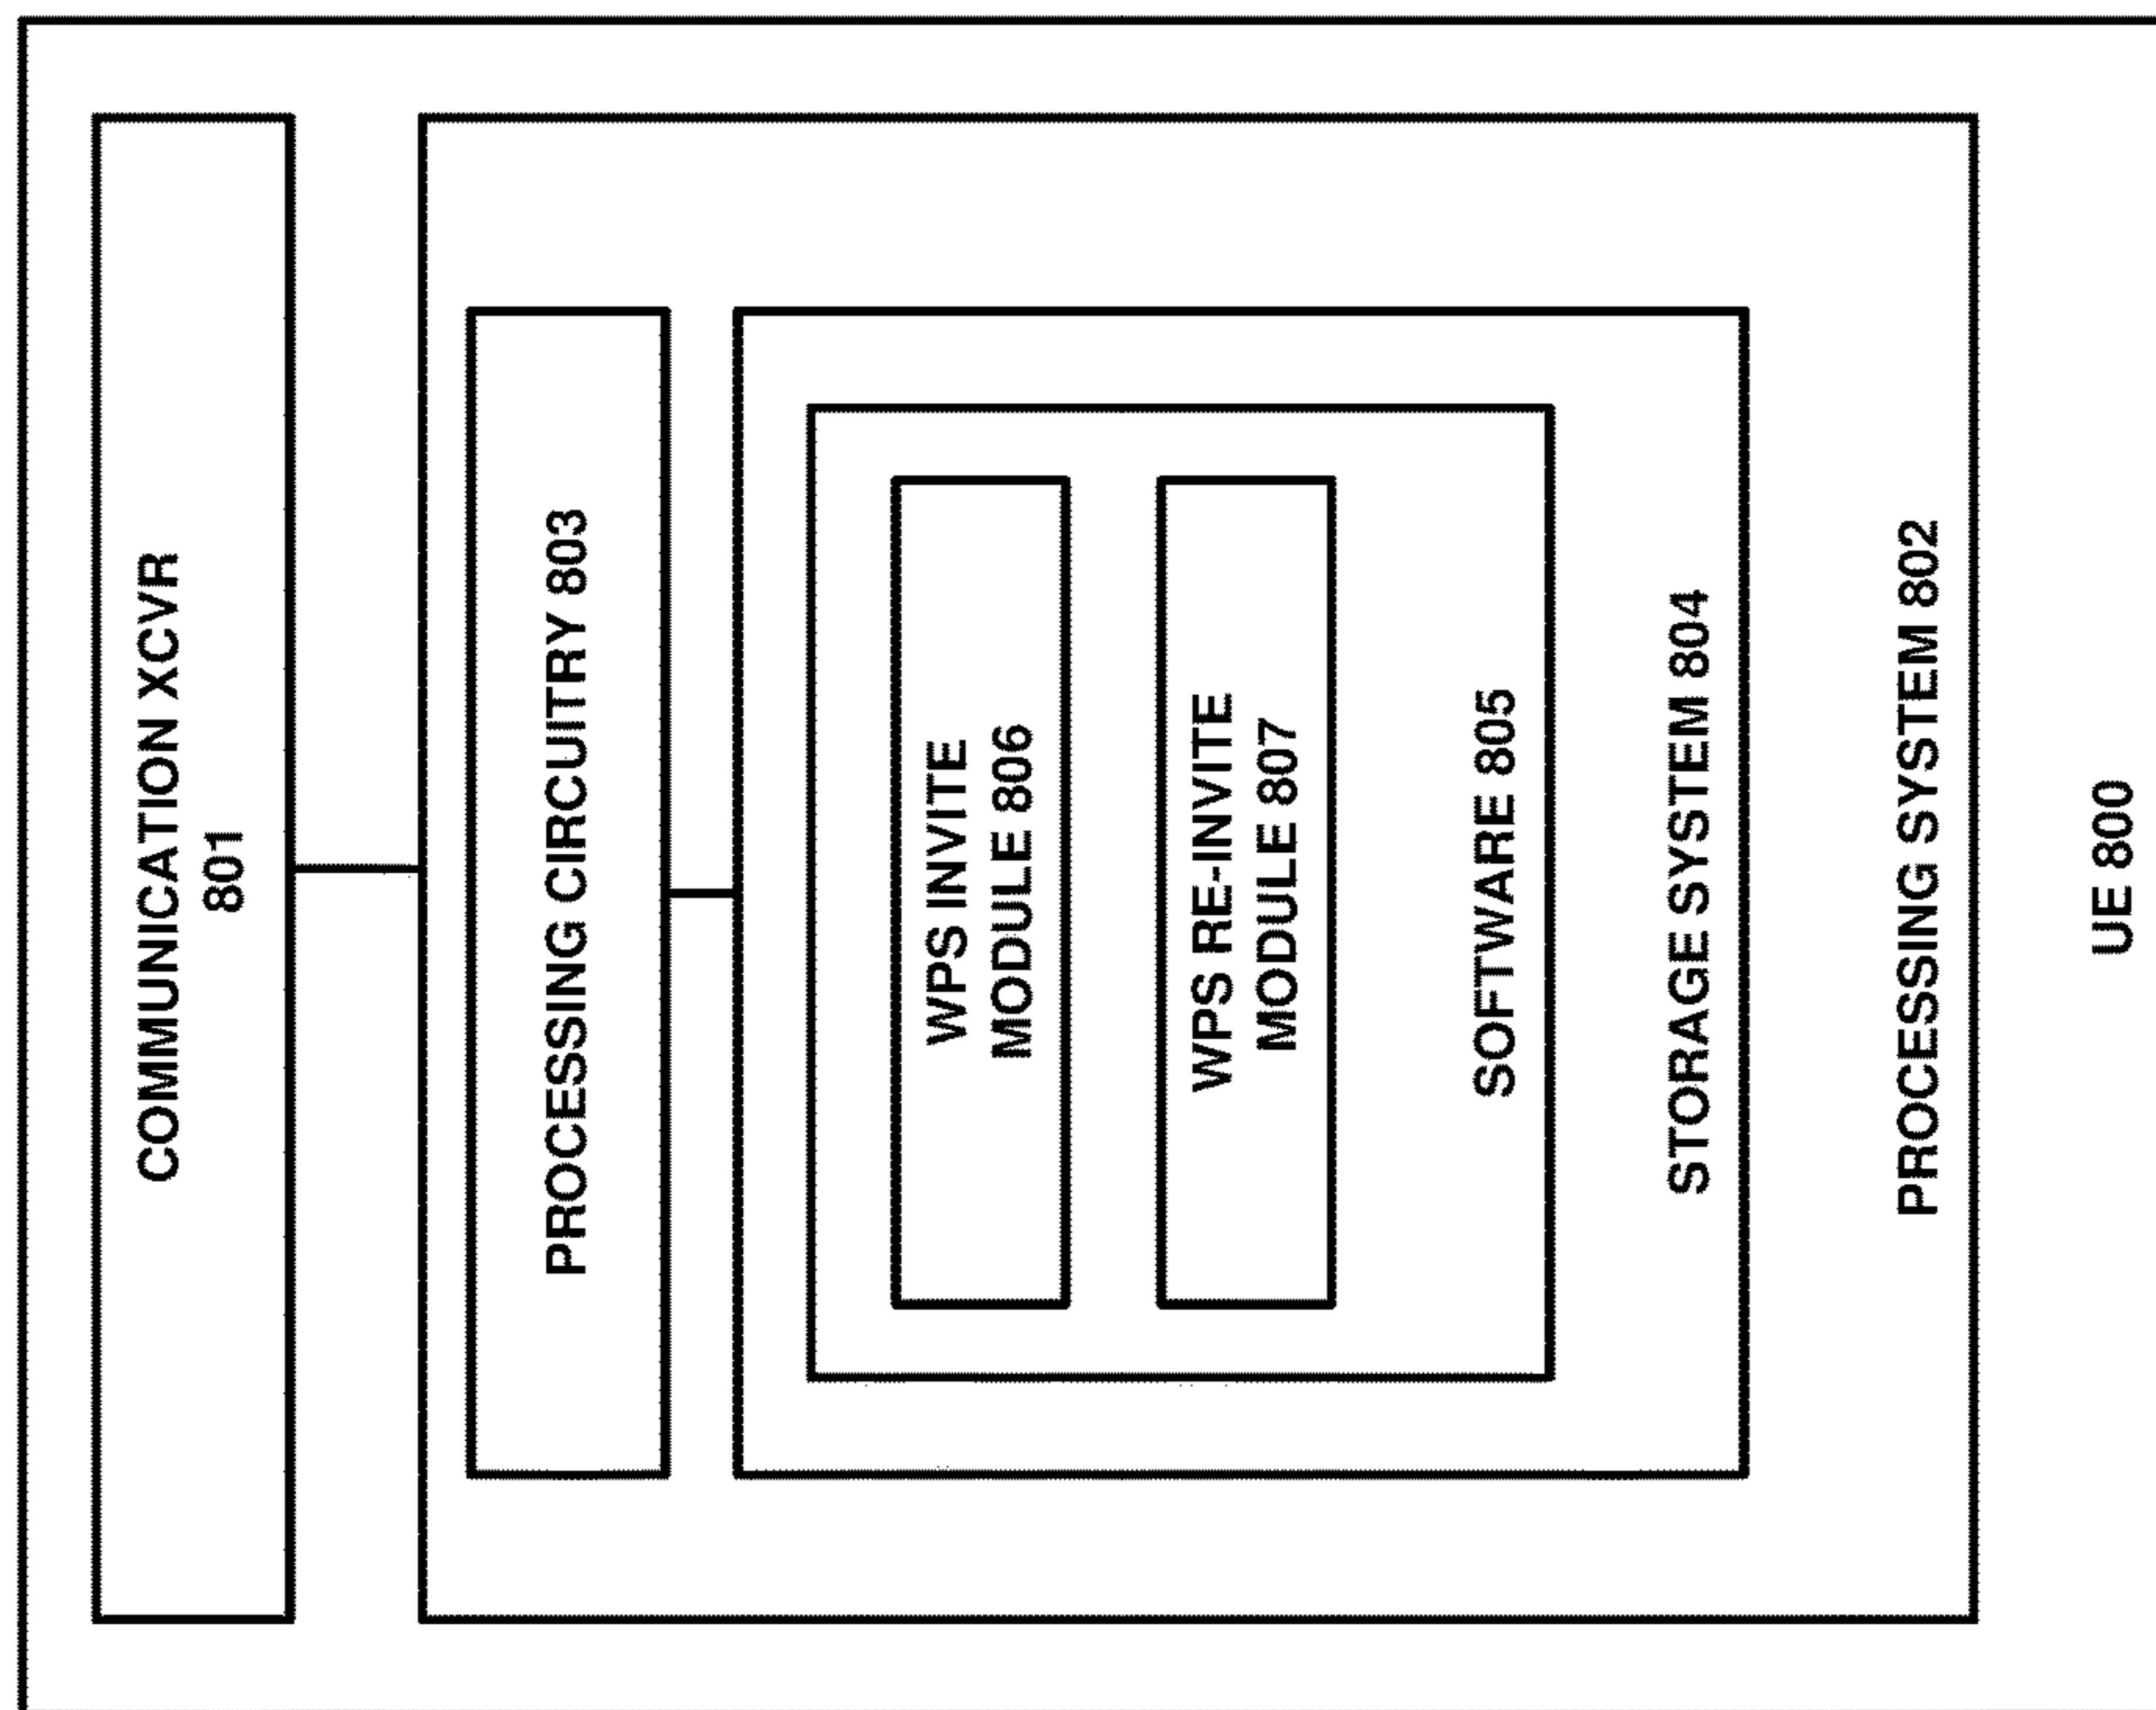 COMMUNICATION XCVR
801
PROCESSING CIRCUITRY 803
WPS INVITE
MODULE 806
WPS RE-INVITE
MODULE 807
SOFTWARE 805
STORAGE SYSTEM 804
PROCESSING SYSTEM 802
UE 800